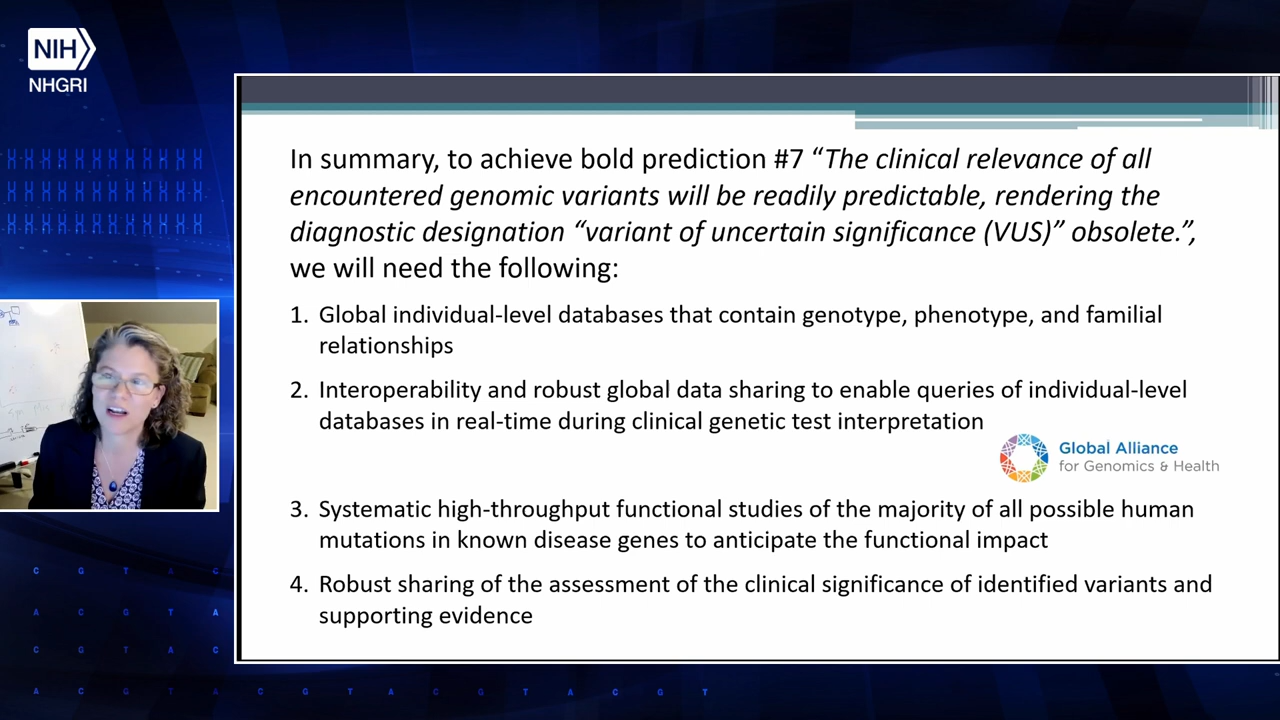 NIH
NHGRI
In summary, to achieve bold prediction #7 “The clinical relevance of all
encountered genomic variants will be readily predictable, rendering the
diagnostic designation “variant of uncertain significance (VUS)” obsolete.”,
we will need the following:
1. Global individual-level databases that contain genotype, phenotype, and familial
relationships
2. Interoperability and robust global data sharing to enable queries of individual-level
databases in real-time during clinical genetic test interpretation
Global Alliance
for Genomics & Health
3. Systematic high-throughput functional studies of the majority of all possible human
mutations in known disease genes to anticipate the functional impact
4. Robust sharing of the assessment of the clinical significance of identified variants and
supporting evidence
C G T A C
A C G T A
C G T A C
A C G T A C G T A C G T A C G T